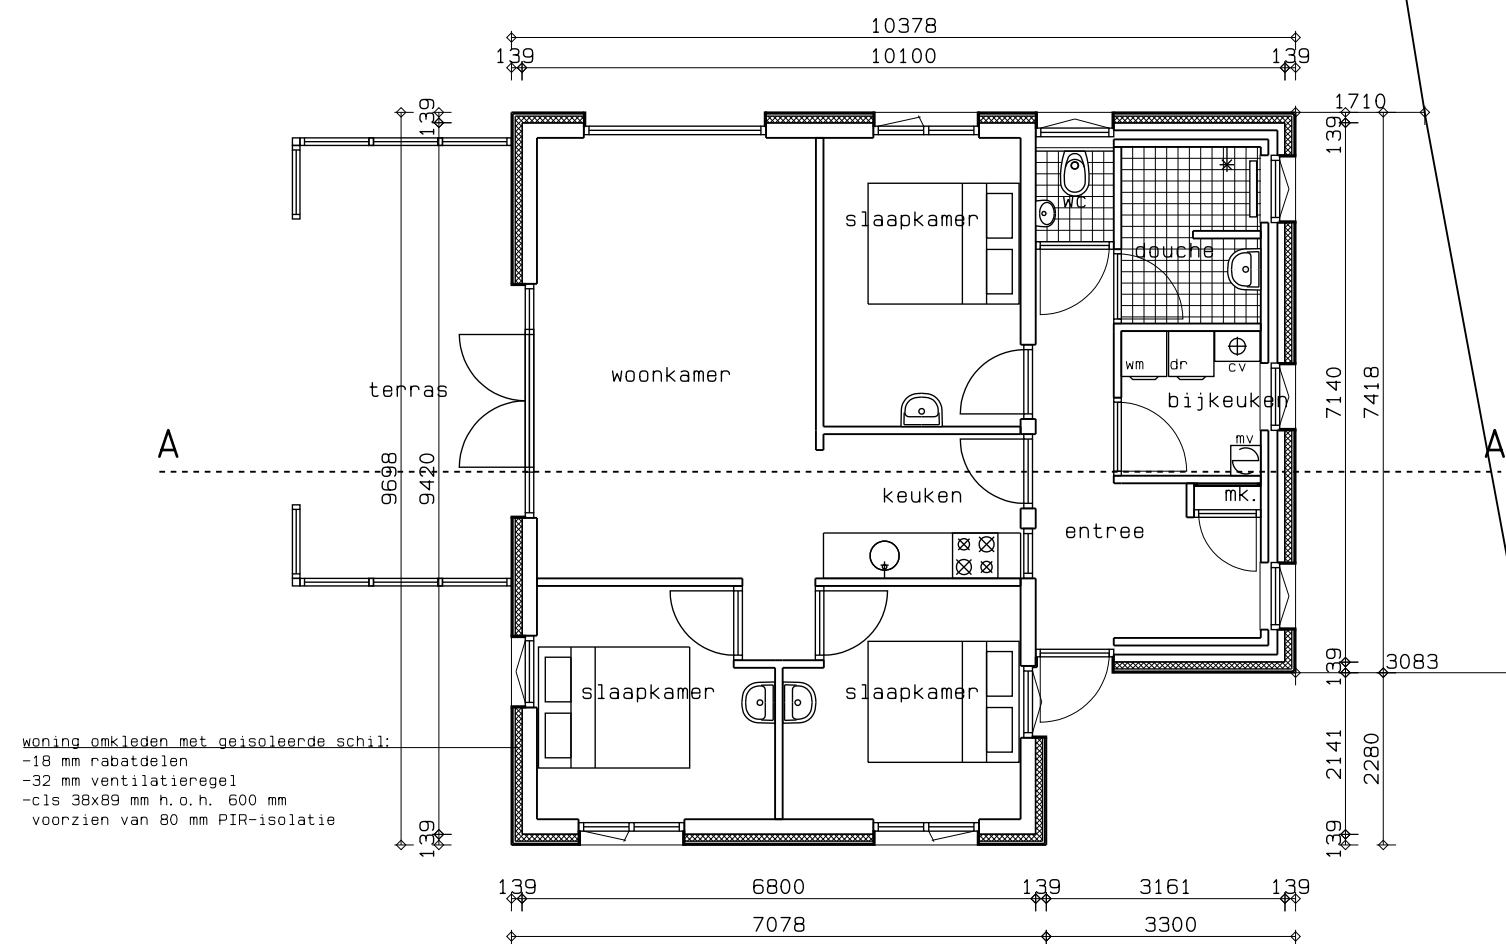 10378
139 10100 139
1710
139 139 139
wc
slaapkamer
douche
woonkamer
terras
wm dr cv
bijkeuken
7140 7418
A A
mv
9698 9420
keuken
mk.
entree
139
3083
slaapkamer slaapkamer
woning omkleden met geisoleerde schil:
-18 mm rabatdelen
-32 mm ventilatieregel
-cls 38x89 mm h.o.h. 600 mm
voorzien van 80 mm PIR-isolatie
2141 2280
139 139
139 6800 139 3161 139
7078 3300